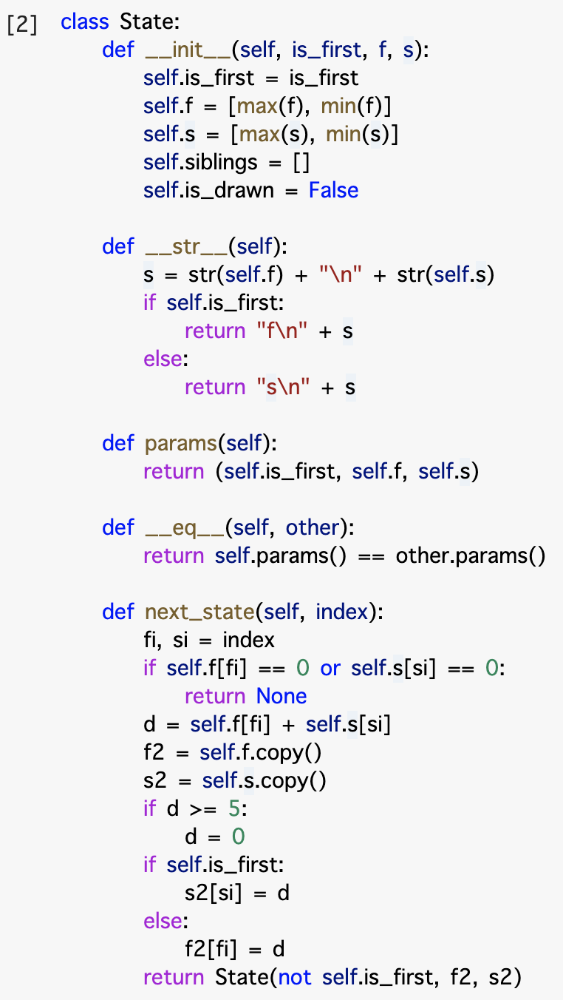 [2] class State:
    def __init__(self, is_first, f, s):
        self.is_first = is_first
        self.f = [max(f), min(f)]
        self.s = [max(s), min(s)]
        self.siblings = []
        self.is_drawn = False

    def __str__(self):
        s = str(self.f) + "\n" + str(self.s)
        if self.is_first:
            return "f\n" + s
        else:
            return "s\n" + s

    def params(self):
        return (self.is_first, self.f, self.s)

    def __eq__(self, other):
        return self.params() == other.params()

    def next_state(self, index):
        fi, si = index
        if self.f[fi] == 0 or self.s[si] == 0:
            return None
        d = self.f[fi] + self.s[si]
        f2 = self.f.copy()
        s2 = self.s.copy()
        if d >= 5:
            d = 0
        if self.is_first:
            s2[si] = d
        else:
            f2[fi] = d
        return State(not self.is_first, f2, s2)